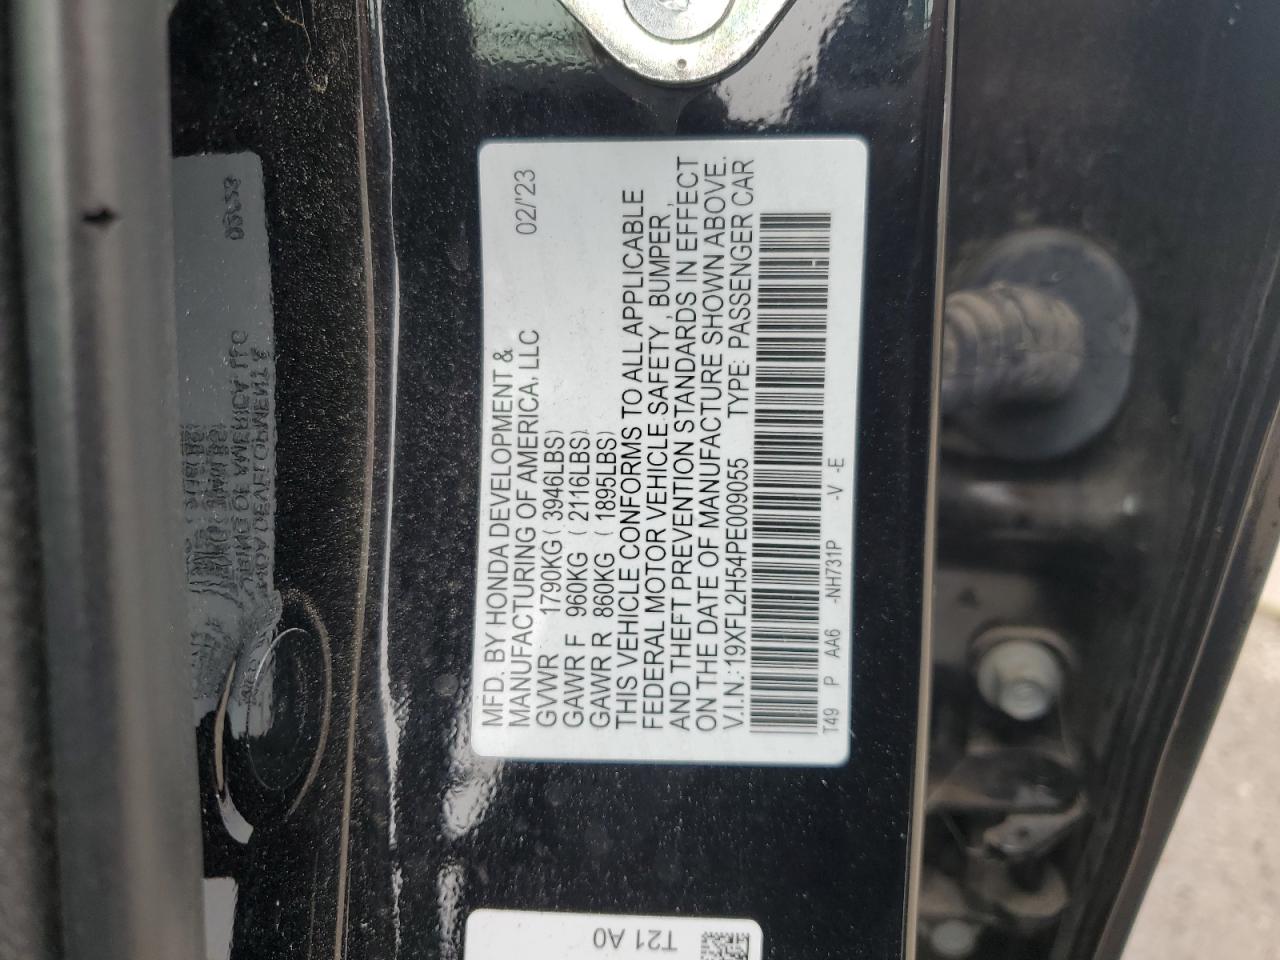 MFD. BY HONDA DEVELOPMENT &
MANUFACTURING OF AMERICA, LLC 02/'23
GVWR 1790KG ( 3946LBS)
GAWR F 960KG ( 2116LBS)
GAWR R 860KG ( 1895LBS)
THIS VEHICLE CONFORMS TO ALL APPLICABLE
FEDERAL MOTOR VEHICLE SAFETY, BUMPER,
AND THEFT PREVENTION STANDARDS IN EFFECT
ON THE DATE OF MANUFACTURE SHOWN ABOVE.
V.I.N.:19XFL2H54PE009055 TYPE: PASSENGER CAR
T49 P AA6 -NH731P -V -E
T21 A0